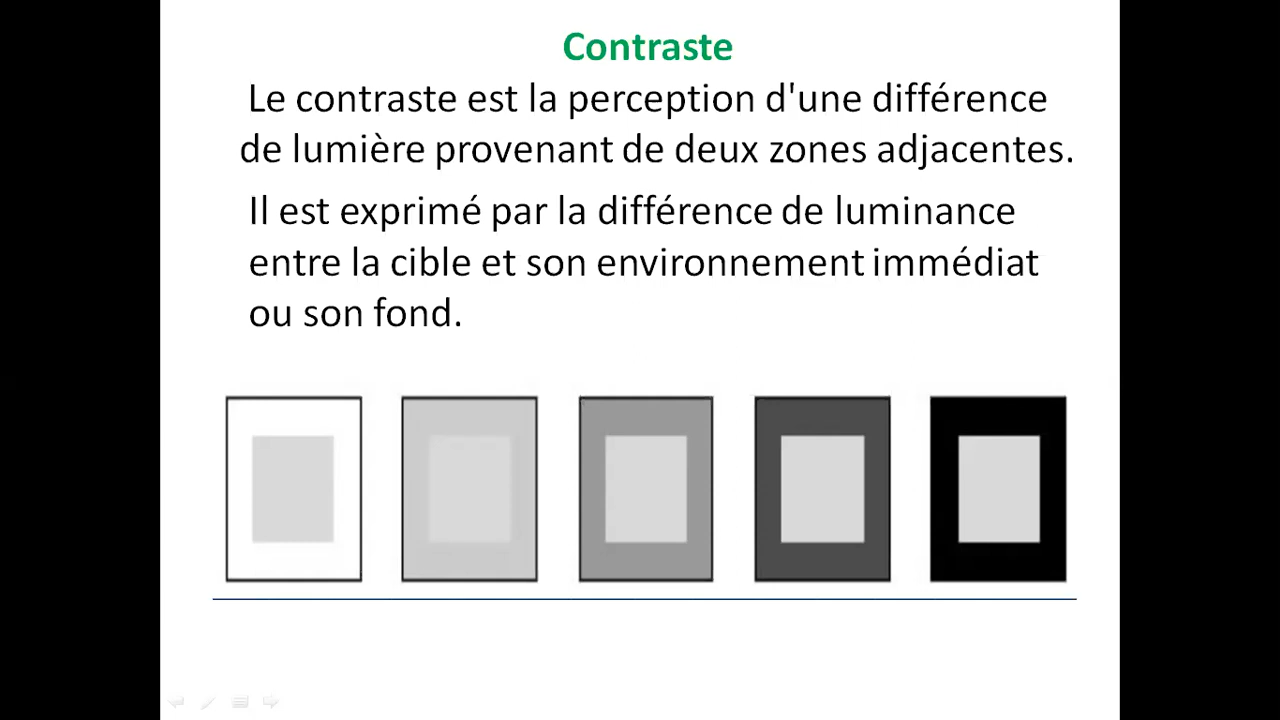 Contraste
Le contraste est la perception d'une différence
de lumière provenant de deux zones adjacentes.
Il est exprimé par la différence de luminance
entre la cible et son environnement immédiat
ou son fond.